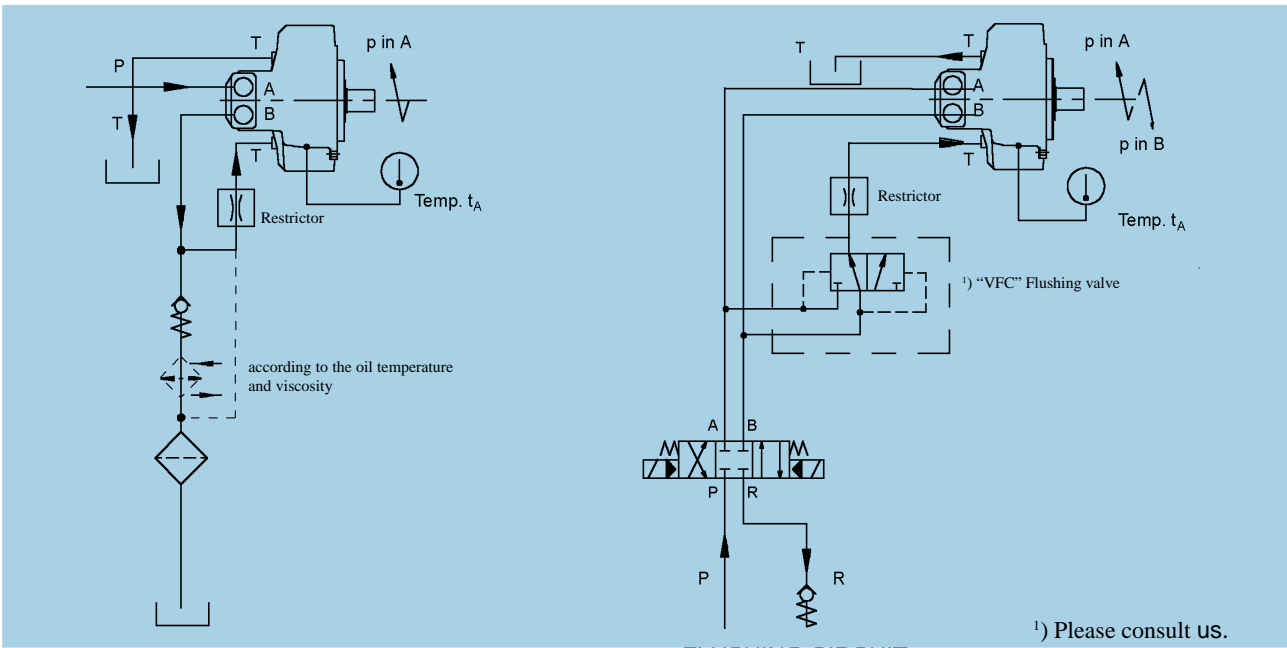 T
p in A
P
A
B
T
T
Temp. tA
Restrictor
according to the oil temperature
and viscosity
T
T
p in A
A
B
p in B
T
Restrictor
Temp. tA
¹) “VFC” Flushing valve
A B
P R
P
R
¹) Please consult us.